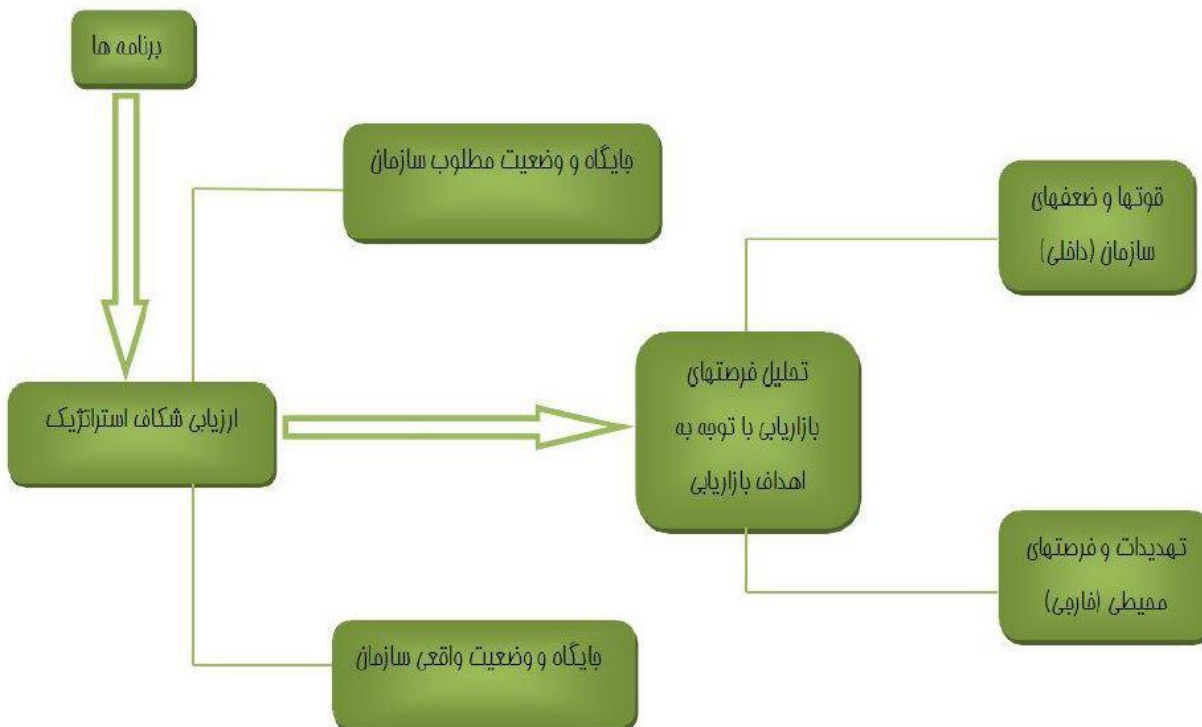 برنامه ها
جایگاه و وضعیت مطلوب سازمان
قوتها و ضعفهای
سازمان (داخلی)
ارزیابی شکاف استراتژیک
تحلیل فرصتهای
بازاریابی با توجه به
اهداف بازاریابی
تهدیدات و فرصتهای
محیطی (خارجی)
جایگاه و وضعیت واقعی سازمان